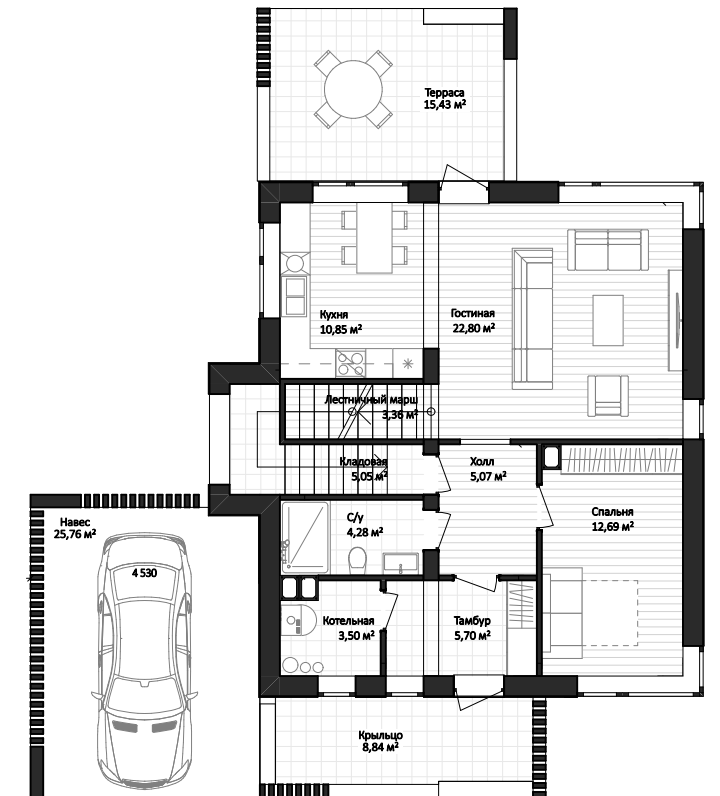 Терраса
15,43 м²
Кухня
10,85 м²
Гостиная
22,80 м²
Лестничный марш
3,36 м²
Кладовая
5,05 м²
Холл
5,07 м²
Спальня
12,69 м²
С/у
4,28 м²
Навес
25,76 м²
4 530
Котельная
3,50 м²
Тамбур
5,70 м²
Крыльцо
8,84 м²